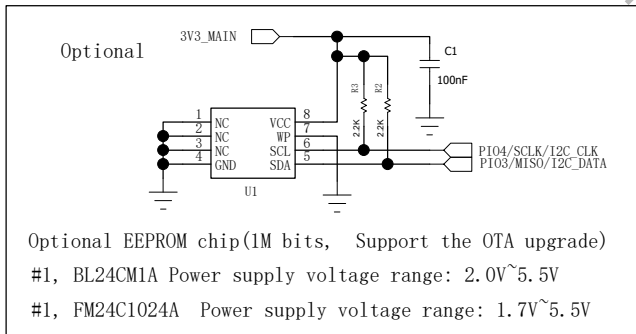 Optional
3V3_MAIN
C1
100nF
R3
R2
2.2K
2.2K
1 NC VCC 8
2 NC WP 7
3 NC SCL 6
4 GND SDA 5
U1
PIO4/SCLK/I2C_CLK
PIO3/MISO/I2C_DATA
Optional EEPROM chip(1M bits, Support the OTA upgrade)
#1, BL24CM1A Power supply voltage range: 2.0V~5.5V
#1, FM24C1024A Power supply voltage range: 1.7V~5.5V